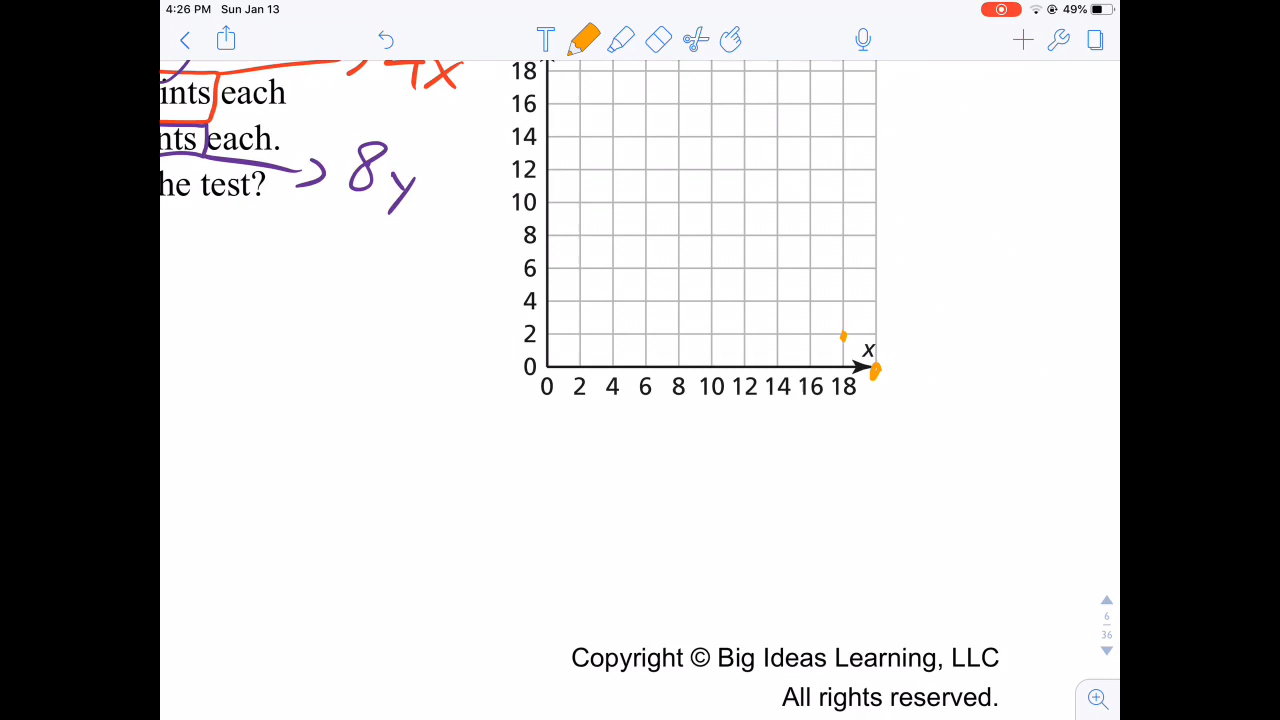 4:26 PM Sun Jan 13
49%
T
4x
ints each
nts each.
he test?
8y
18
16
14
12
10
8
6
4
2
0
x
0 2 4 6 8 10 12 14 16 18
6
36
Copyright © Big Ideas Learning, LLC
All rights reserved.